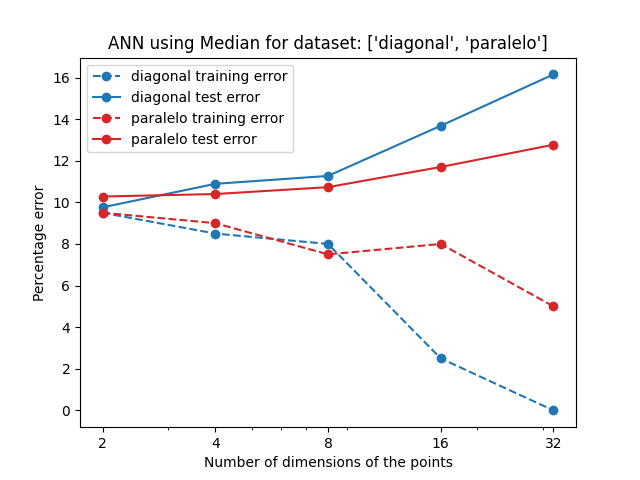 ANN using Median for dataset: ['diagonal', 'paralelo']
diagonal training error
diagonal test error
paralelo training error
paralelo test error
Percentage error
16
14
12
10
8
6
4
2
0
2 4 8 16 32
Number of dimensions of the points